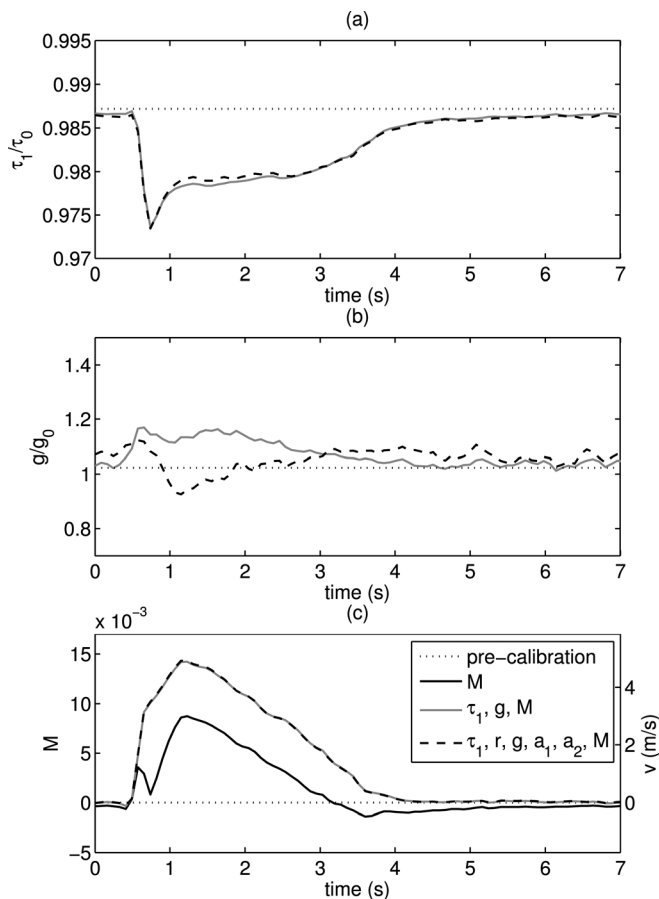 (a)
0.995
0.99
0.985
0.98
0.975
0.97
τ₁/τ₀
0 1 2 3 4 5 6 7
time (s)
(b)
1.4
1.2
1
0.8
g/g₀
0 1 2 3 4 5 6 7
time (s)
(c)
x 10⁻³
15
10
5
0
−5
M
pre−calibration
M
τ₁, g, M
τ₁, r, g, a₁, a₂, M
4
2
0
v (m/s)
0 1 2 3 4 5 6 7
time (s)